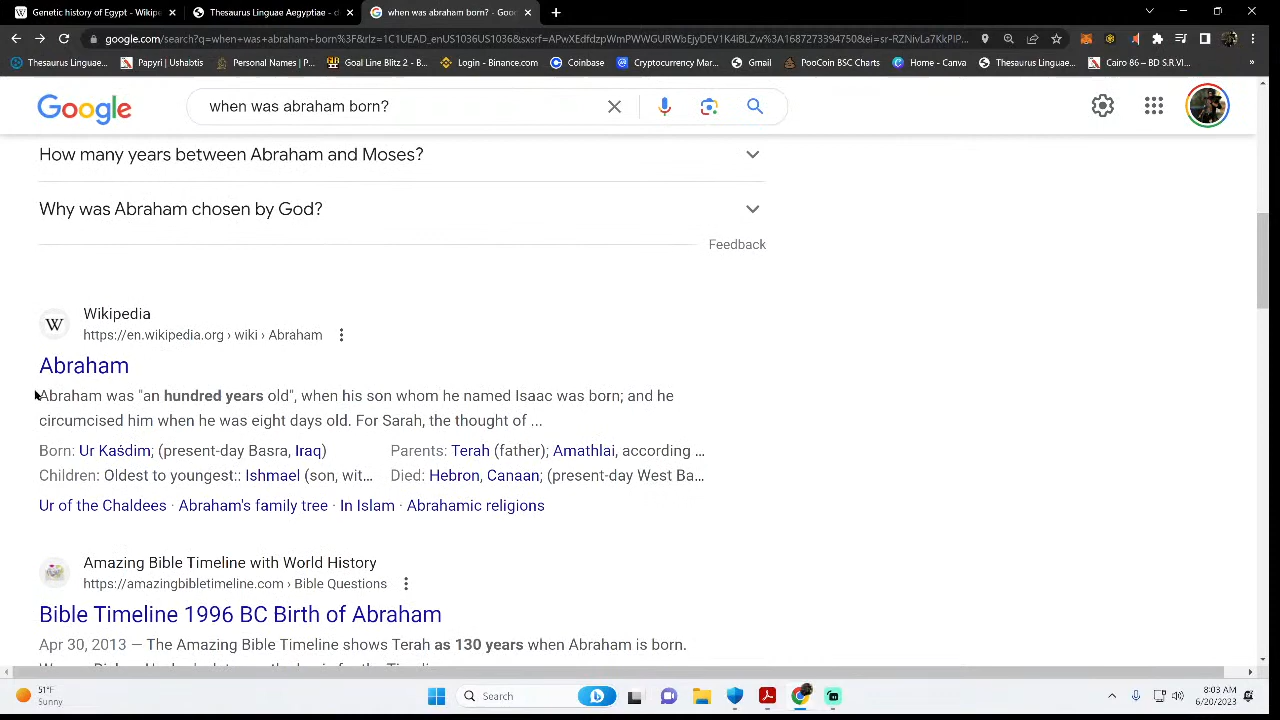 Genetic history of Egypt - Wikipe
Thesaurus Linguae Aegyptiae - d
when was abraham born? - Goo
google.com/search?q=when+was+abraham+born%3F&rlz=1C1UEAD_enUS1036US1036&sxsrf=APwXEdfdzpWmPWWGURWbEjyDEV1K4iBLZw%3A1687273394750&ei=sr-RZNivLa7KkPIP...
Thesaurus Linguae...
Papyri | Ushabtis
Personal Names | P...
Goal Line Blitz 2 - B...
Login - Binance.com
Coinbase
Cryptocurrency Mar...
Gmail
PooCoin BSC Charts
Home - Canva
Thesaurus Linguae...
Cairo 86 — BD S.R.VI...
Google
when was abraham born?
How many years between Abraham and Moses?
Why was Abraham chosen by God?
Feedback
Wikipedia
https://en.wikipedia.org › wiki › Abraham
Abraham
Abraham was "an hundred years old", when his son whom he named Isaac was born; and he
circumcised him when he was eight days old. For Sarah, the thought of ...
Born: Ur Kaśdim; (present-day Basra, Iraq)
Parents: Terah (father); Amathlai, according ...
Children: Oldest to youngest:: Ishmael (son, wit...
Died: Hebron, Canaan; (present-day West Ba...
Ur of the Chaldees · Abraham's family tree · In Islam · Abrahamic religions
Amazing Bible Timeline with World History
https://amazingbibletimeline.com › Bible Questions
Bible Timeline 1996 BC Birth of Abraham
Apr 30, 2013 — The Amazing Bible Timeline shows Terah as 130 years when Abraham is born.
51°F
Sunny
Search
8:03 AM
6/20/2023